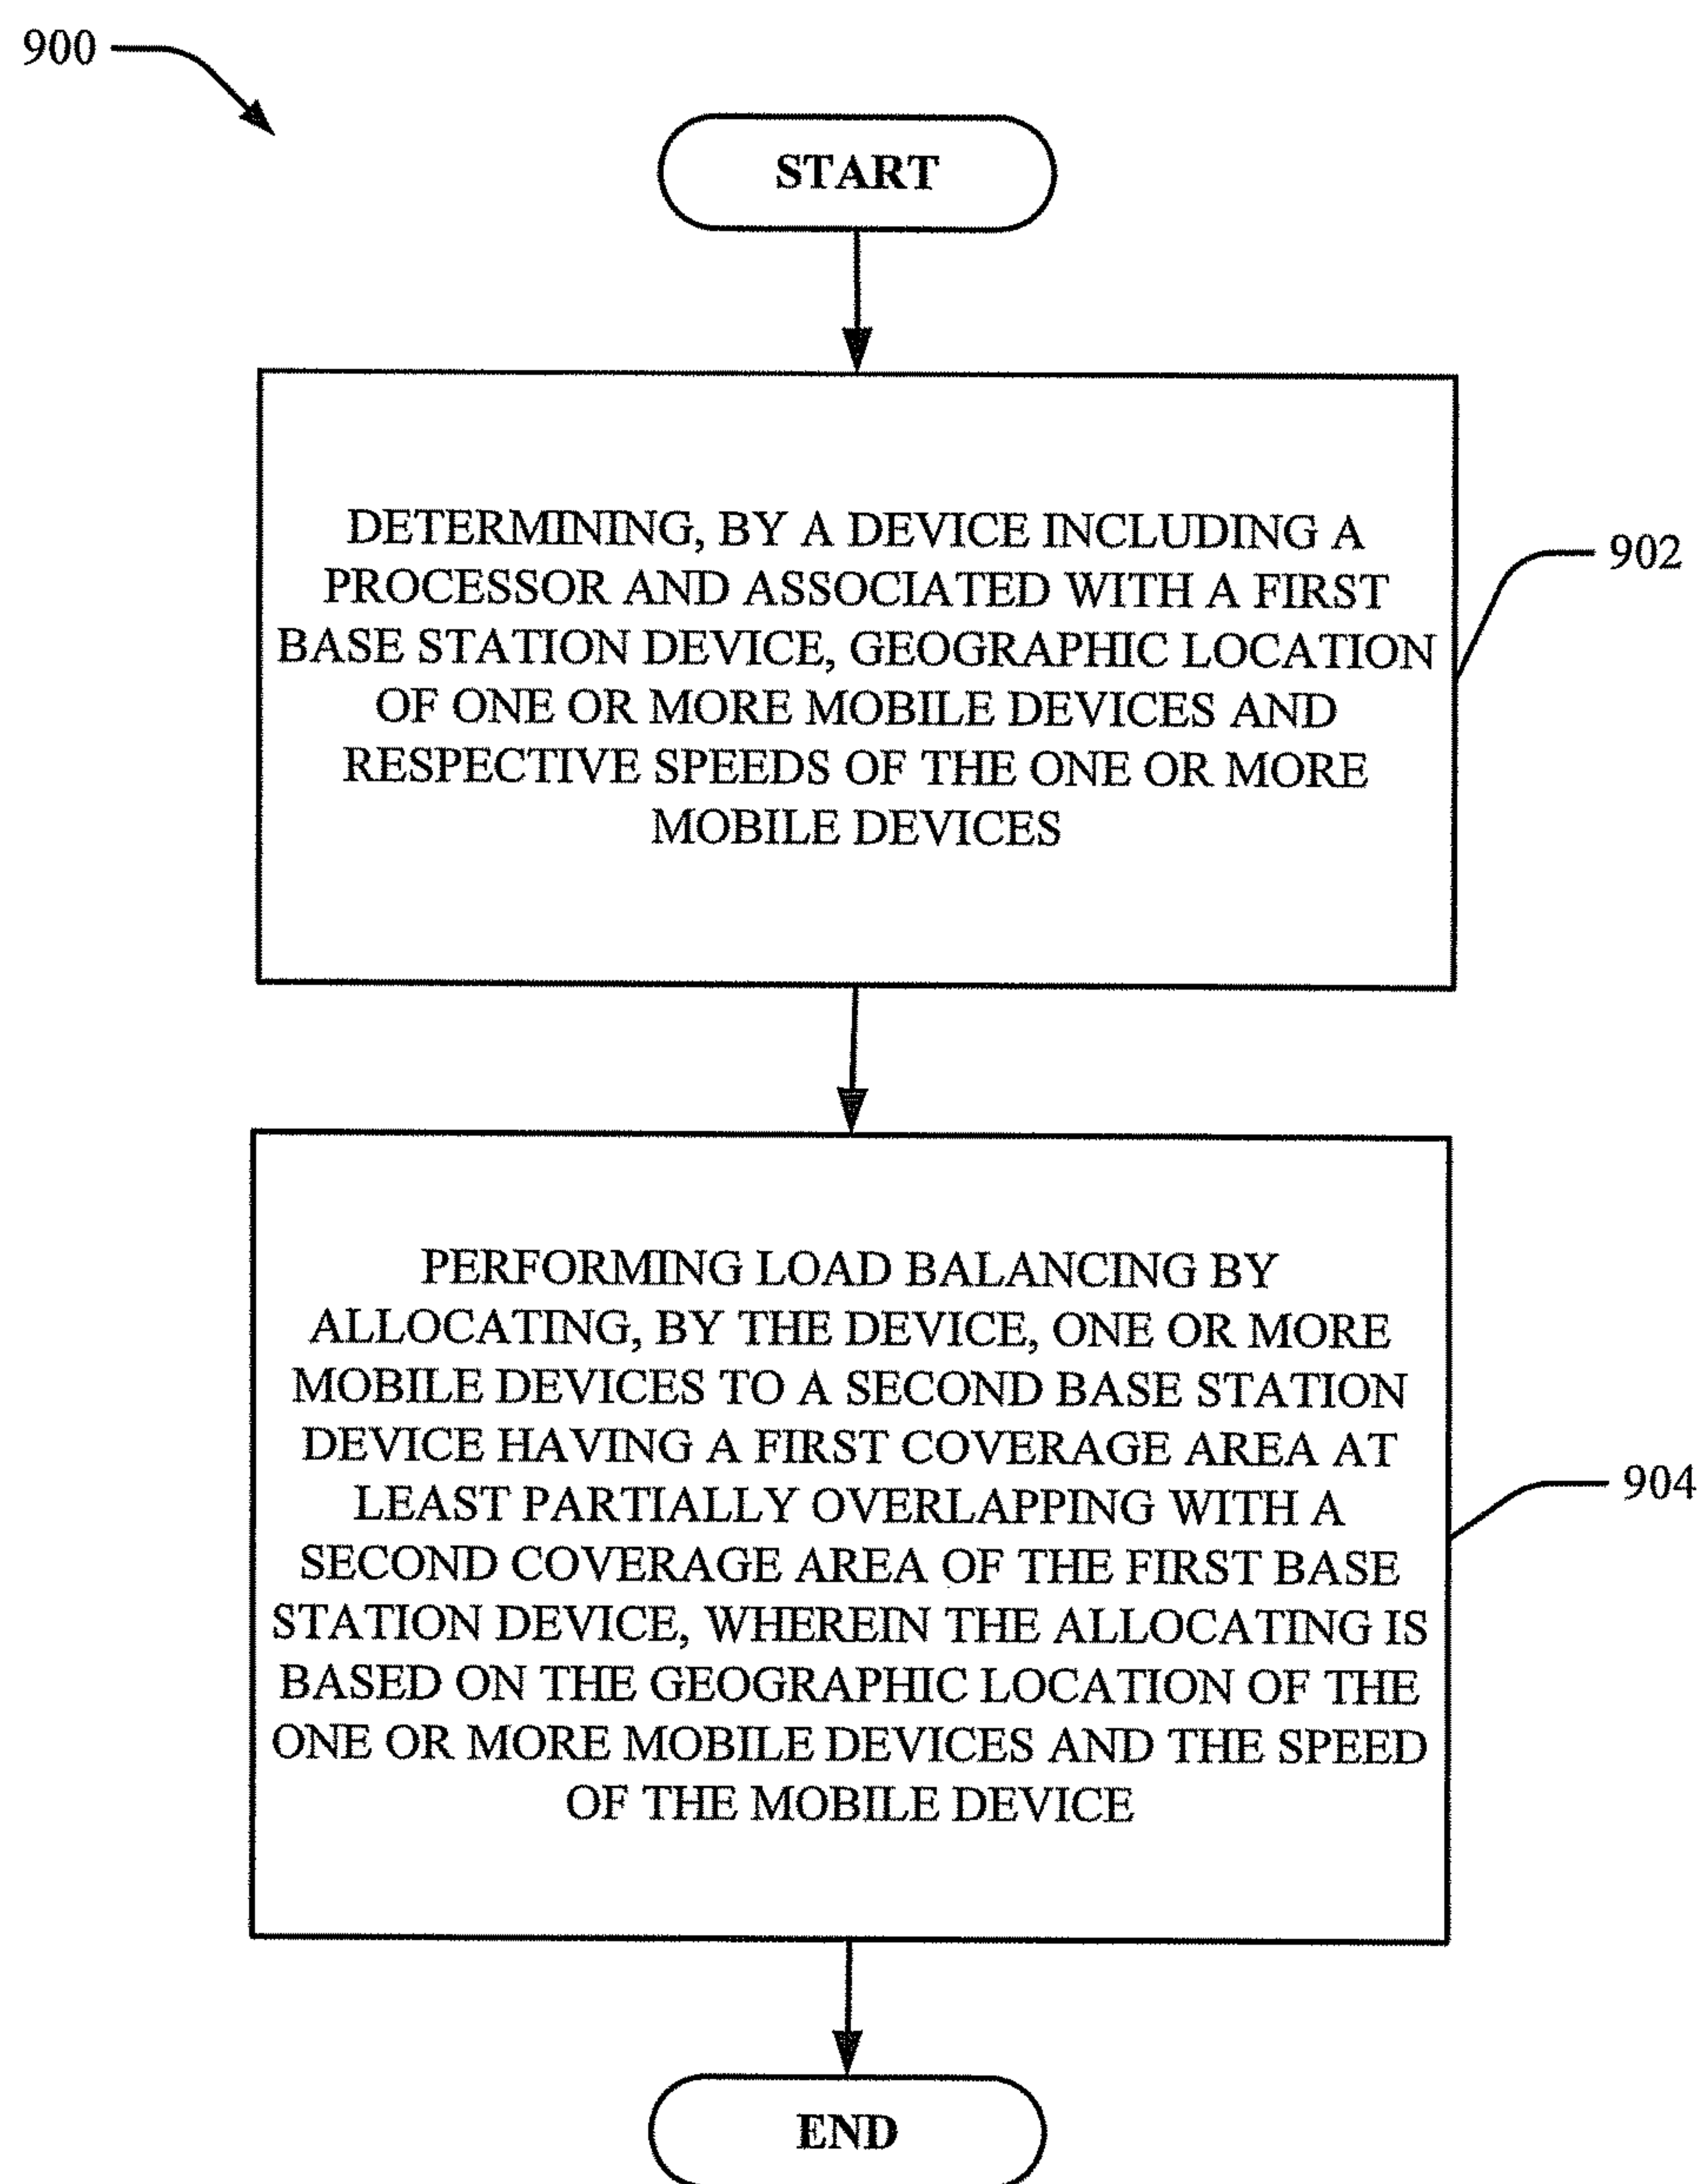 900
START
DETERMINING, BY A DEVICE INCLUDING A
PROCESSOR AND ASSOCIATED WITH A FIRST
BASE STATION DEVICE, GEOGRAPHIC LOCATION
OF ONE OR MORE MOBILE DEVICES AND
RESPECTIVE SPEEDS OF THE ONE OR MORE
MOBILE DEVICES
902
PERFORMING LOAD BALANCING BY
ALLOCATING, BY THE DEVICE, ONE OR MORE
MOBILE DEVICES TO A SECOND BASE STATION
DEVICE HAVING A FIRST COVERAGE AREA AT
LEAST PARTIALLY OVERLAPPING WITH A
SECOND COVERAGE AREA OF THE FIRST BASE
STATION DEVICE, WHEREIN THE ALLOCATING IS
BASED ON THE GEOGRAPHIC LOCATION OF THE
ONE OR MORE MOBILE DEVICES AND THE SPEED
OF THE MOBILE DEVICE
904
END